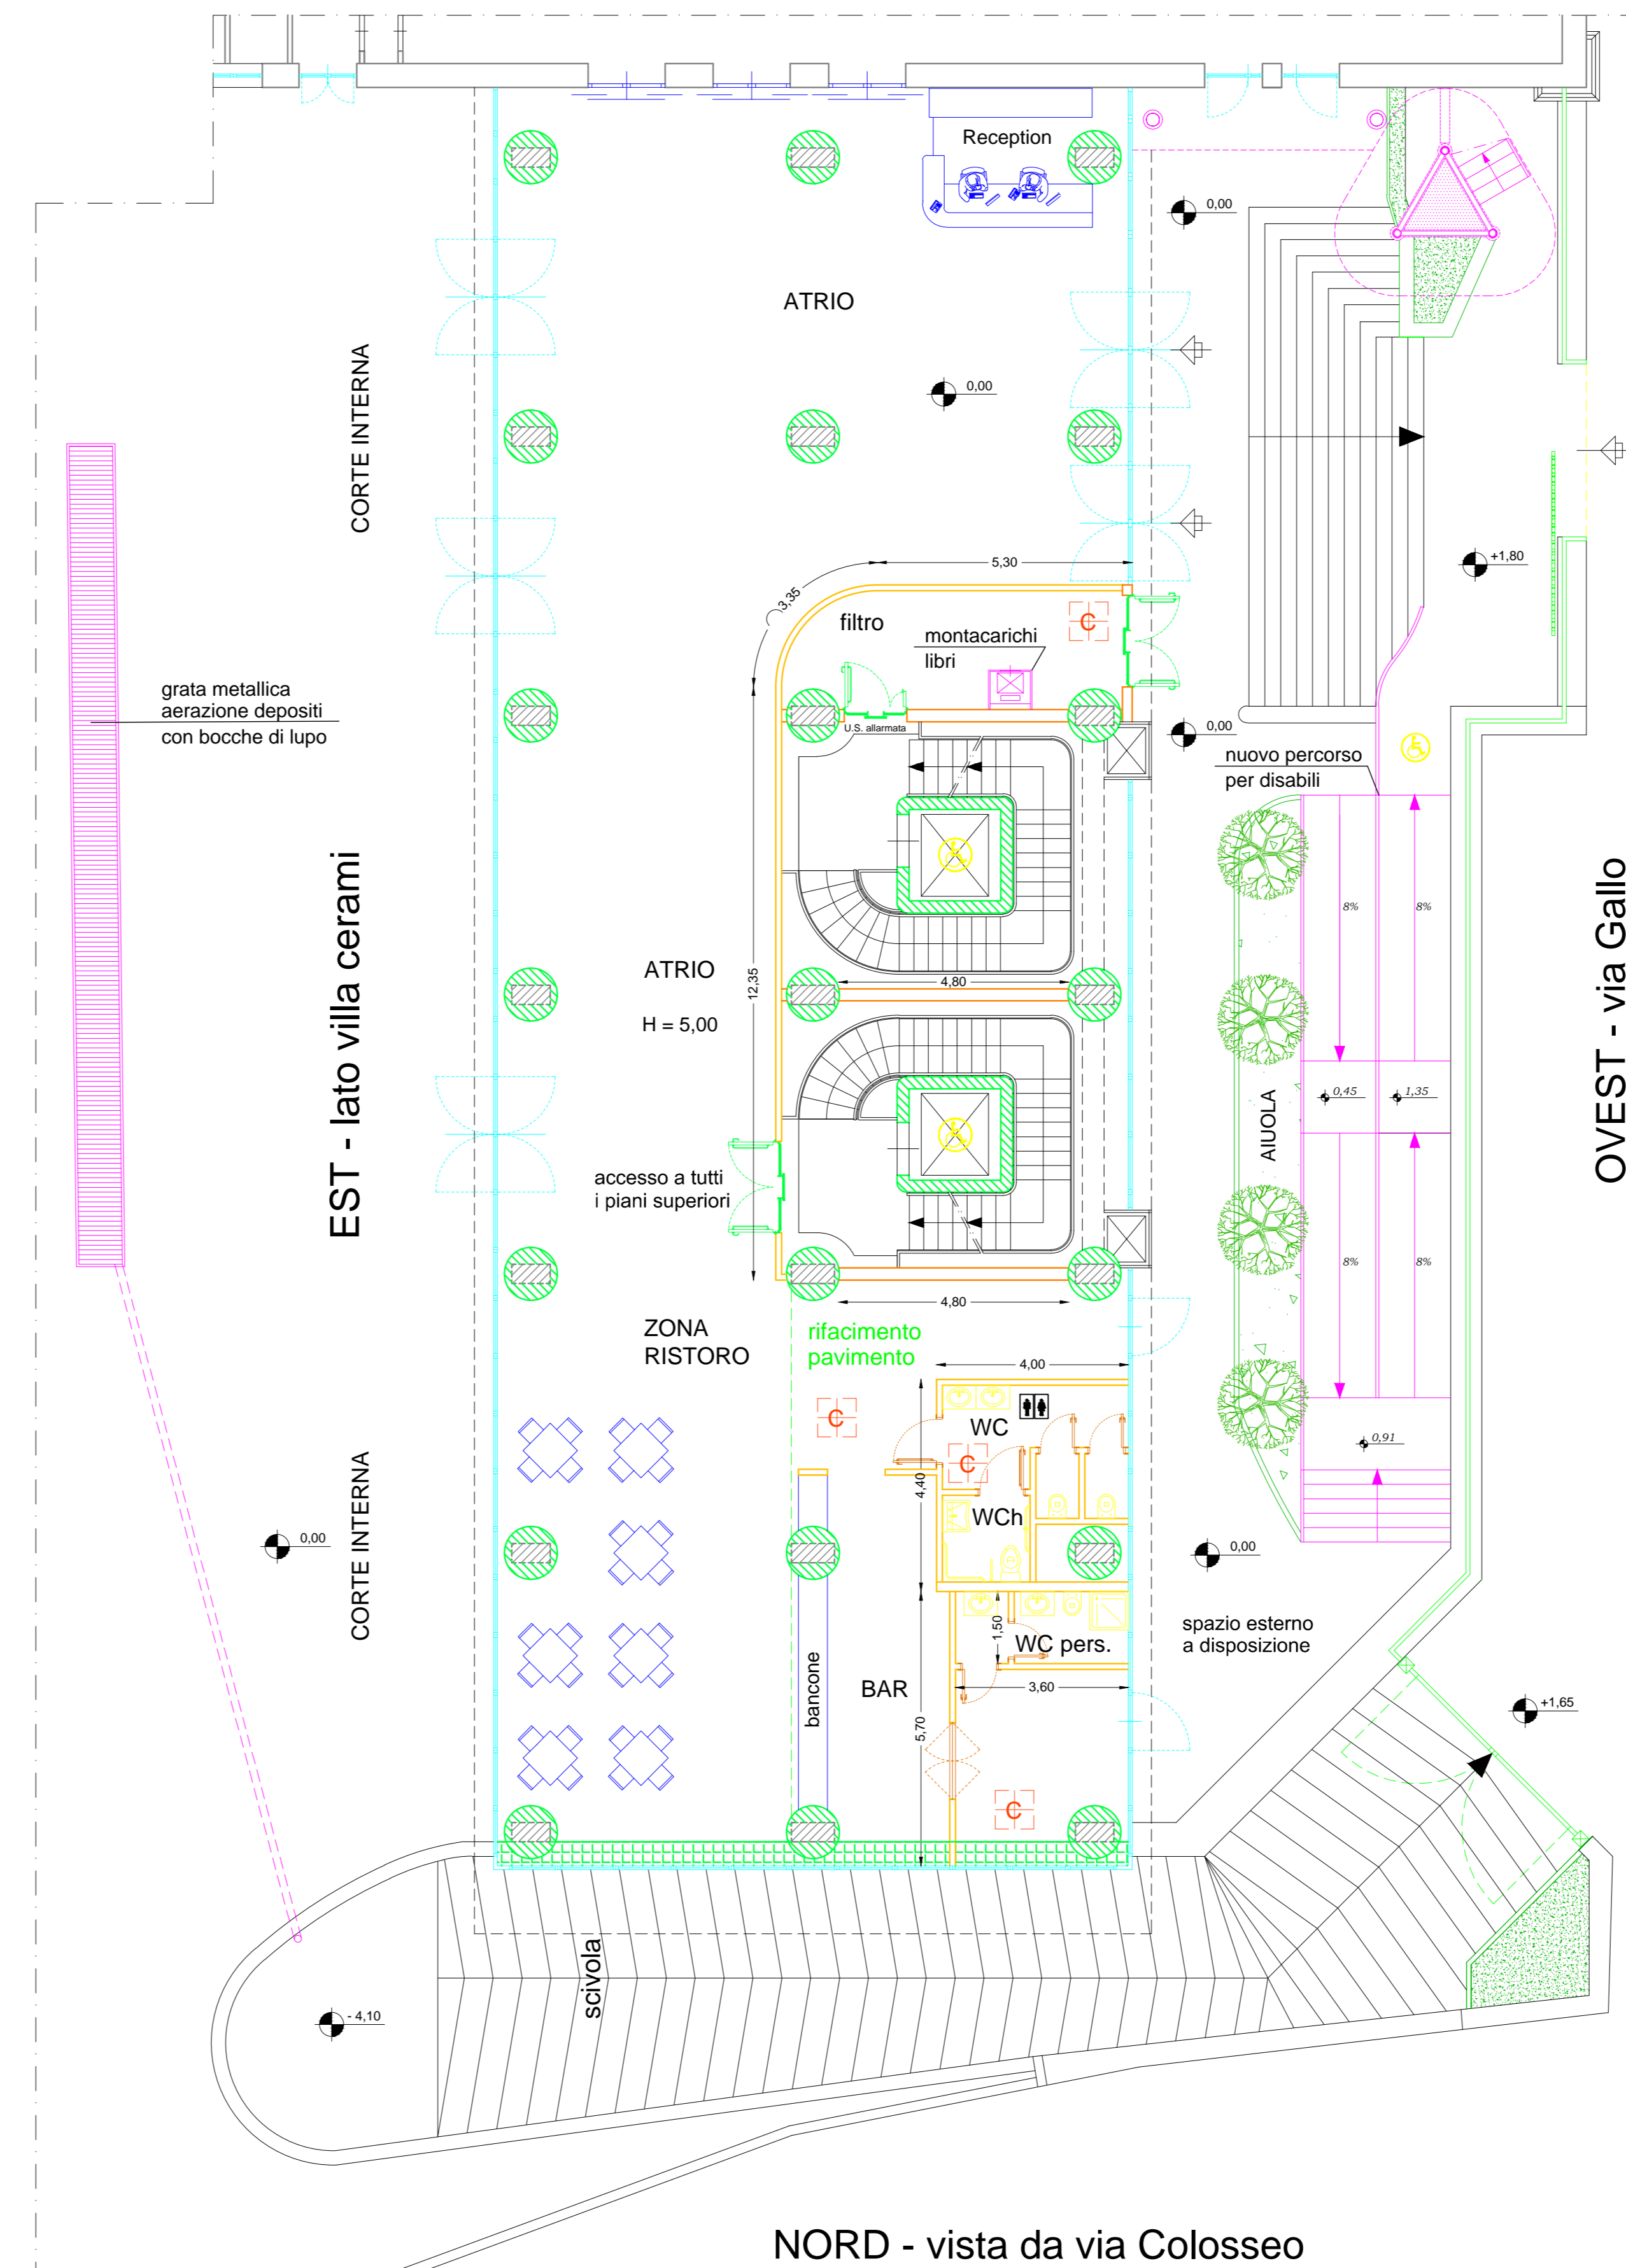 Reception
0,00
ATRIO
0,00
CORTE INTERNA
+1,80
5,30
3,35
filtro
C
montacarichi
libri
grata metallica
aerazione depositi
con bocche di lupo
U.S. allarmata
0,00
nuovo percorso
per disabili
EST - lato villa cerami
OVEST - via Gallo
8%
8%
ATRIO
H = 5,00
12,35
4,80
0,45
1,35
AIUOLA
accesso a tutti
i piani superiori
8%
8%
4,80
ZONA
RISTORO
rifacimento
pavimento
4,00
C
WC
C
0,91
4,40
WCh
CORTE INTERNA
0,00
0,00
1,50
WC pers.
spazio esterno
a disposizione
bancone
BAR
3,60
5,70
+1,65
C
scivola
- 4,10
NORD - vista da via Colosseo